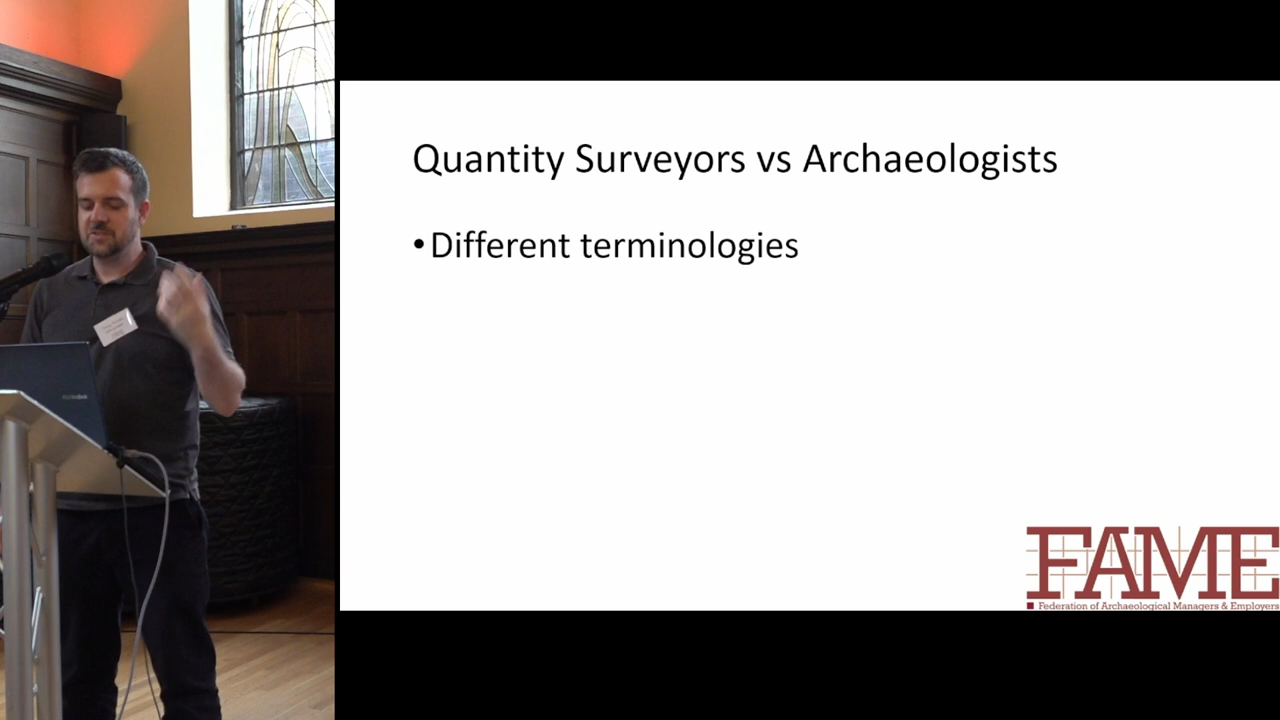 Quantity Surveyors vs Archaeologists
•Different terminologies
FAME
Federation of Archaeological Managers & Employers